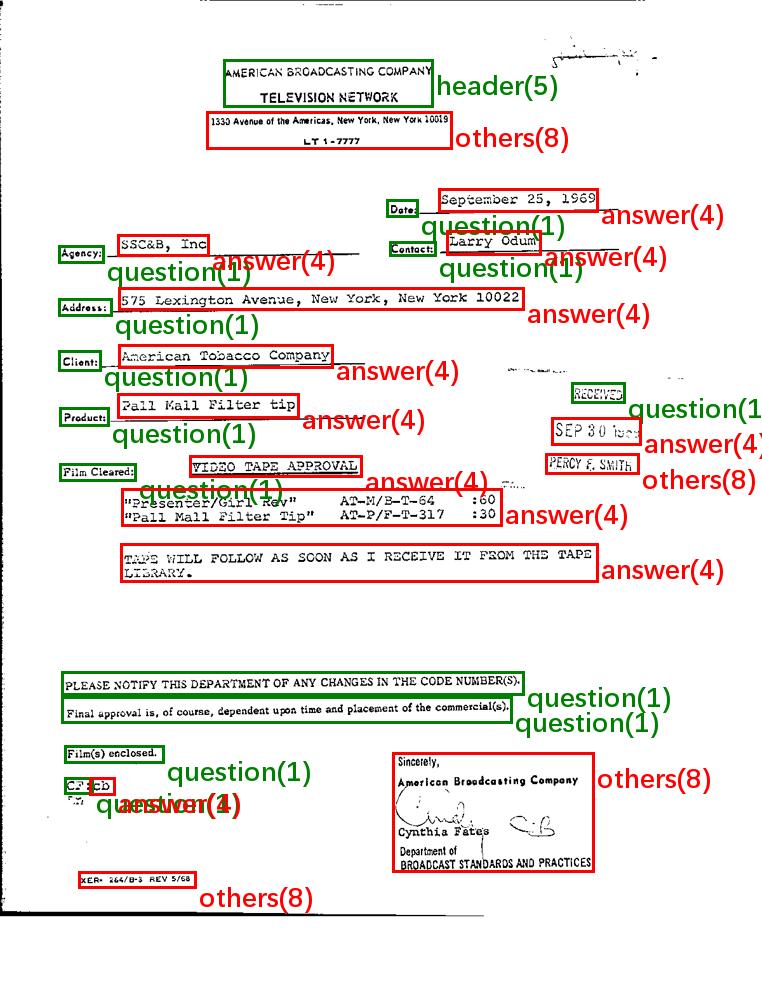 AMERICAN BROADCASTING COMPANY
TELEVISION NETWORK
header(5)
1330 Avenue of the Americas, New York, New York 10019
LT 1-7777
others(8)
Date: September 25, 1969
question(1) answer(4)
Agency: SSC&B, Inc
question(1) answer(4)
Contact: Larry Odum
question(1) answer(4)
Address: 575 Lexington Avenue, New York, New York 10022
question(1) answer(4)
Client: American Tobacco Company
question(1) answer(4)
RECEIVED
question(1
Product: Pall Mall Filter tip
question(1) answer(4)
SEP 30
answer(4)
PERCY E. SMITH
others(8)
Film Cleared: VIDEO TAPE APPROVAL
question(1) answer(4)
"Presenter/Girl Rev" AT-M/B-T-64 :60
"Pall Mall Filter Tip" AT-P/F-T-317 :30
answer(4)
TAPE WILL FOLLOW AS SOON AS I RECEIVE IT FROM THE TAPE
LIBRARY.
answer(4)
PLEASE NOTIFY THIS DEPARTMENT OF ANY CHANGES IN THE CODE NUMBER(S).
question(1)
Final approval is, of course, dependent upon time and placement of the commercial(s).
question(1)
Film(s) enclosed.
question(1)
CF:cb
question(1) answer(4)
Sincerely,
American Broadcasting Company
Cynthia Fates
CB
Department of
BROADCAST STANDARDS AND PRACTICES
others(8)
XER- 264/B-3 REV 5/68
others(8)